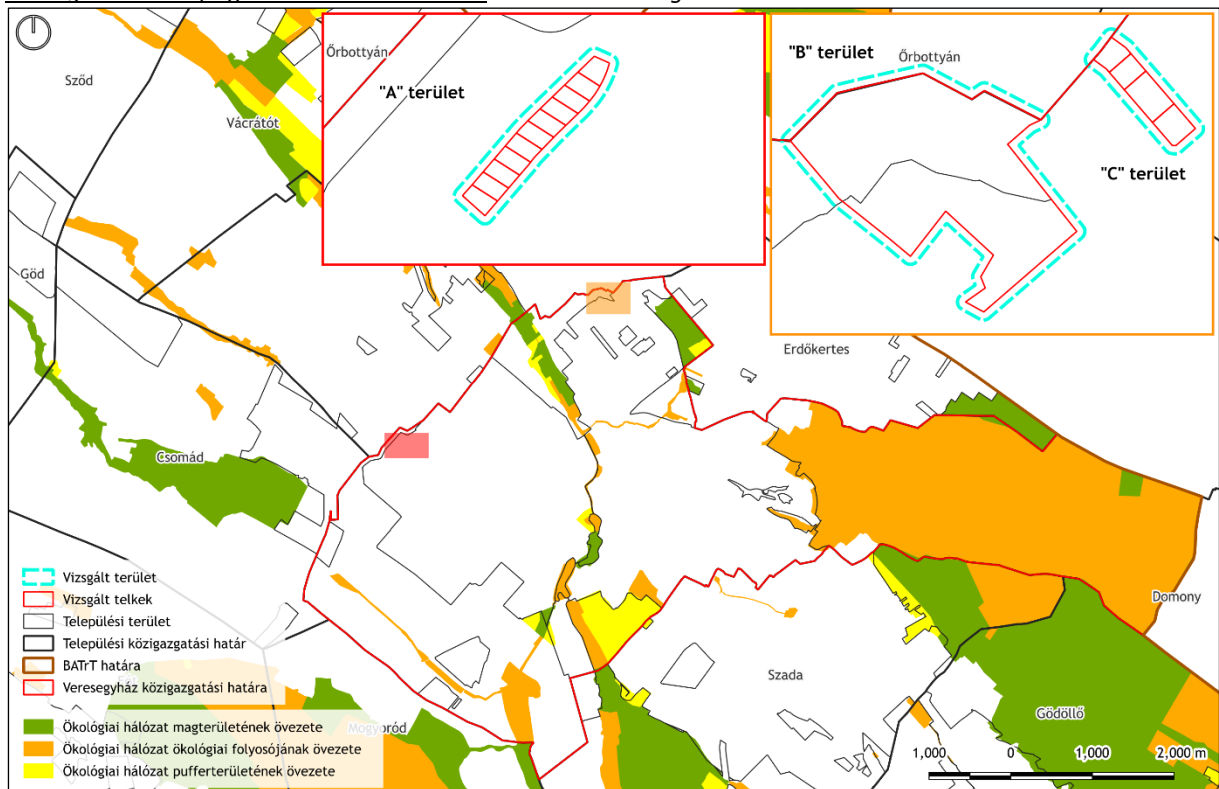 Sződ
Őrbottyán
"A" terület
"B" terület
Őrbottyán
"C" terület
Vácrátót
Göd
Erdőkertes
Csomád
Domony
Szada
Gödöllő
Mogyoród
Vizsgált terület
Vizsgált telkek
Települési terület
Települési közigazgatási határ
BATrT határa
Veresegyház közigazgatási határa
Ökológiai hálózat magterületének övezete
Ökológiai hálózat ökológiai folyosójának övezete
Ökológiai hálózat pufferterületének övezete
1,000 0 1,000 2,000 m